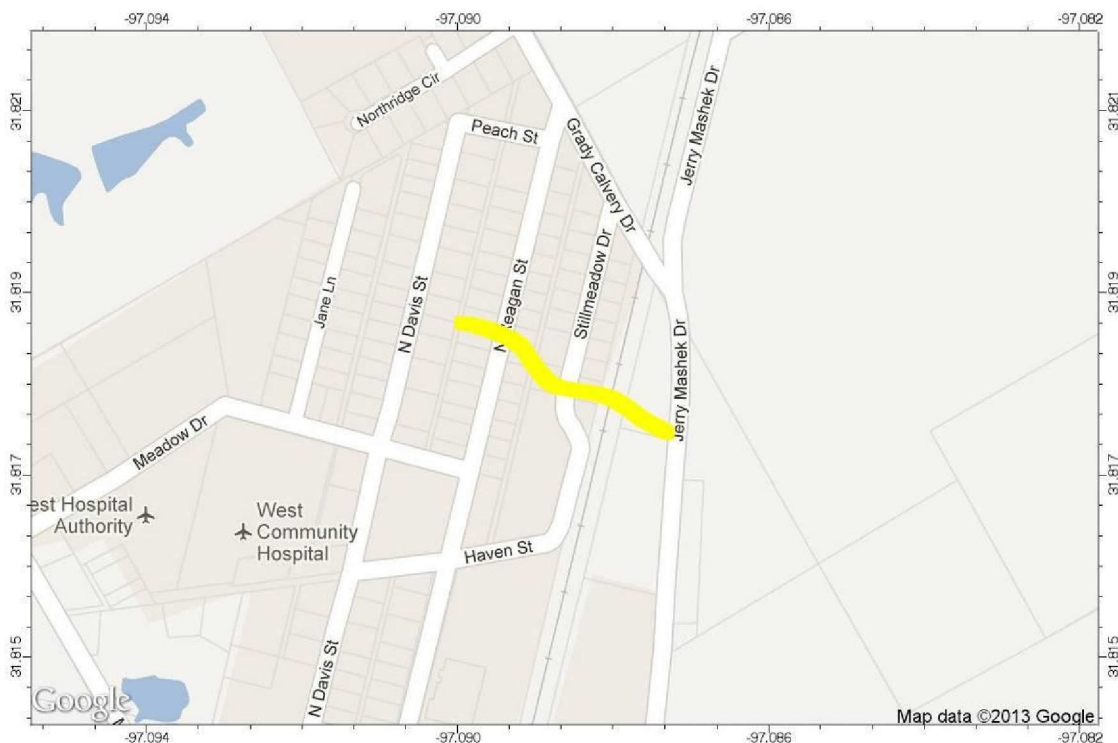 -97.094
-97.090
-97.086
-97.082
31.821
31.821
Northridge Cir
Peach St
Grady Calvery Dr
Jerry Mashek Dr
31.819
31.819
Jane Ln
N Davis St
N Reagan St
Stillmeadow Dr
Jerry Mashek Dr
Meadow Dr
31.817
31.817
est Hospital
Authority
West
Community
Hospital
Haven St
31.815
31.815
N Davis St
Google
Map data ©2013 Google
-97.094
-97.090
-97.086
-97.082